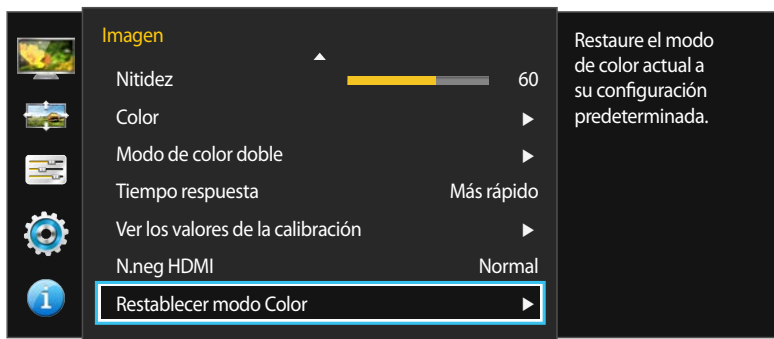 Imagen
Nitidez 60
Color
Modo de color doble
Tiempo respuesta Más rápido
Ver los valores de la calibración
N.neg HDMI Normal
Restablecer modo Color
Restaure el modo
de color actual a
su configuración
predeterminada.